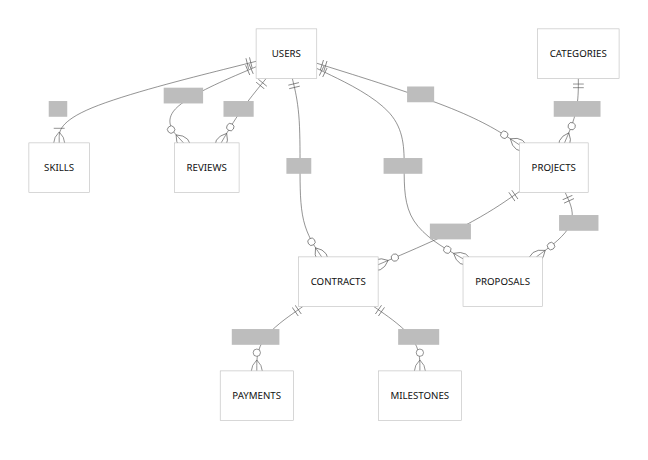 USERS
CATEGORIES
SKILLS
REVIEWS
PROJECTS
CONTRACTS
PROPOSALS
PAYMENTS
MILESTONES